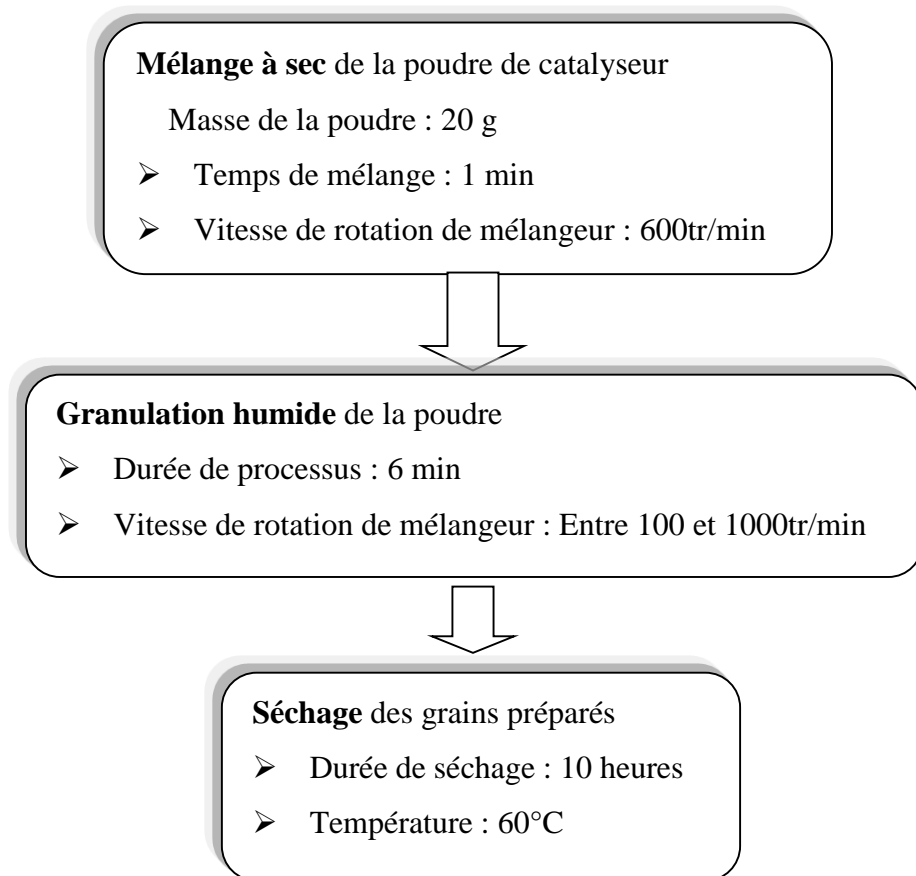 Mélange à sec de la poudre de catalyseur
Masse de la poudre : 20 g
➢ Temps de mélange : 1 min
➢ Vitesse de rotation de mélangeur : 600tr/min
Granulation humide de la poudre
➢ Durée de processus : 6 min
➢ Vitesse de rotation de mélangeur : Entre 100 et 1000tr/min
Séchage des grains préparés
➢ Durée de séchage : 10 heures
➢ Température : 60°C